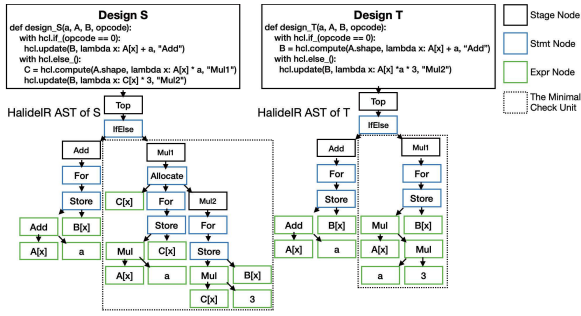 Design S
def design_S(a, A, B, opcode):
with hcl.if_(opcode == 0):
hcl.update(B, lambda x: A[x] + a, "Add")
with hcl.else_():
C = hcl.compute(A.shape, lambda x: A[x] * a, "Mul1")
hcl.update(B, lambda x: C[x] * 3, "Mul2")
Design T
def design_T(a, A, B, opcode):
with hcl.if_(opcode == 0):
B = hcl.compute(A.shape, lambda x: A[x] + a, "Add")
with hcl.else_():
hcl.update(B, lambda x: A[x] *a * 3, "Mul2")
Stage Node
Stmt Node
Expr Node
The Minimal
Check Unit
HalideIR AST of S
Top
IfElse
Add
Mul1
For
Allocate
Store
C[x]
For
Mul2
Add
B[x]
Store
For
A[x]
a
Mul
C[x]
Store
A[x]
a
Mul
B[x]
C[x]
3
HalideIR AST of T
Top
IfElse
Add
Mul1
For
For
Store
Store
Add
B[x]
Mul
B[x]
A[x]
a
A[x]
Mul
a
3